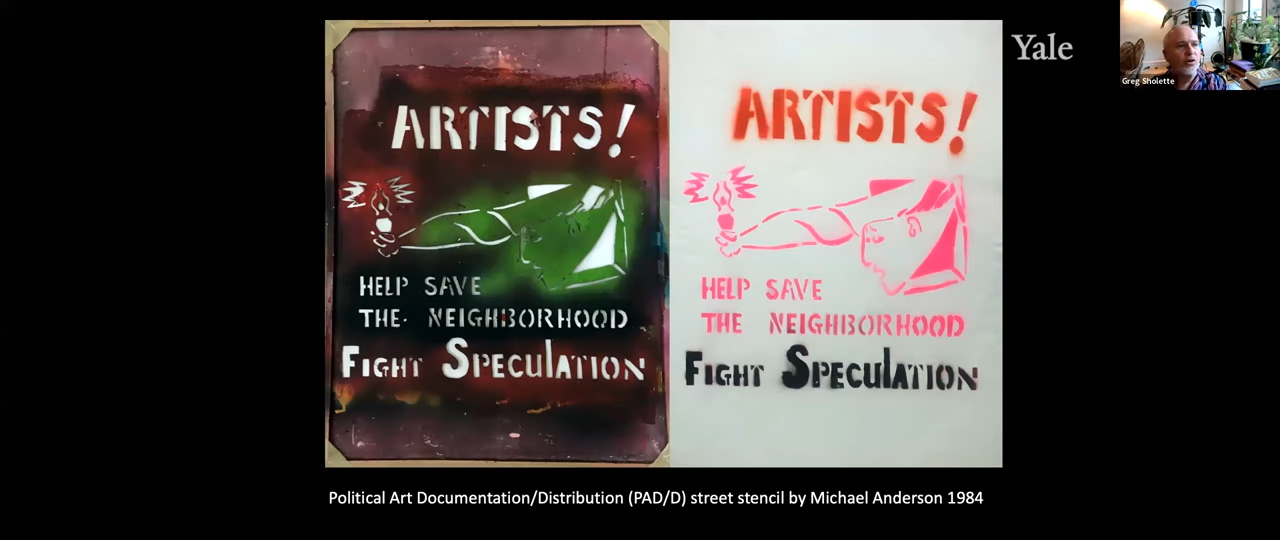 ARTISTS!
HELP SAVE
THE NEIGHBORHOOD
FIGHT SPECULATION
ARTISTS!
HELP SAVE
THE NEIGHBORHOOD
FIGHT SPECULATION
Yale
Greg Sholette
Political Art Documentation/Distribution (PAD/D) street stencil by Michael Anderson 1984